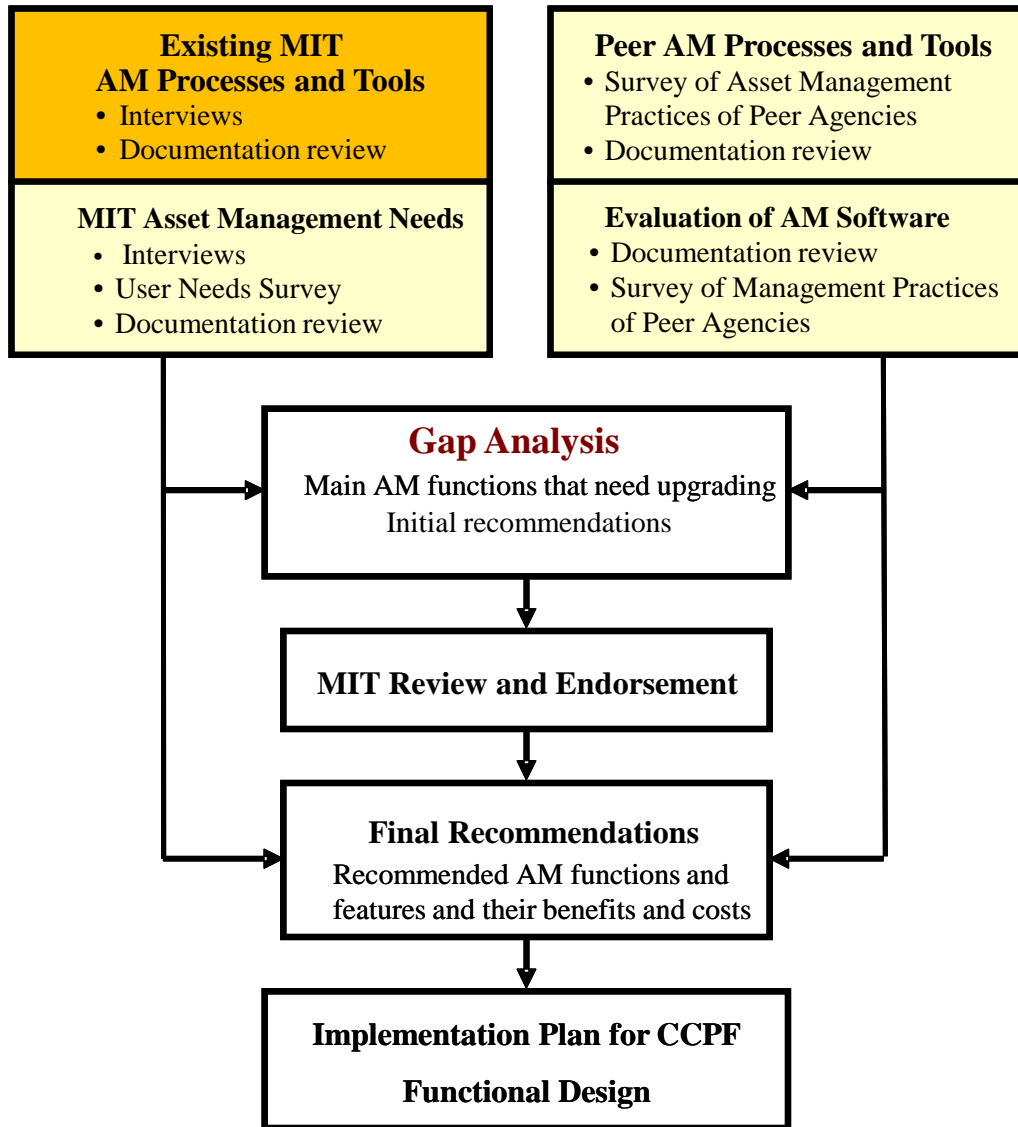 Existing MIT
AM Processes and Tools
• Interviews
• Documentation review
MIT Asset Management Needs
• Interviews
• User Needs Survey
• Documentation review
Peer AM Processes and Tools
• Survey of Asset Management
Practices of Peer Agencies
• Documentation review
Evaluation of AM Software
• Documentation review
• Survey of Management Practices
of Peer Agencies
Gap Analysis
Main AM functions that need upgrading
Initial recommendations
MIT Review and Endorsement
Final Recommendations
Recommended AM functions and
features and their benefits and costs
Implementation Plan for CCPF
Functional Design